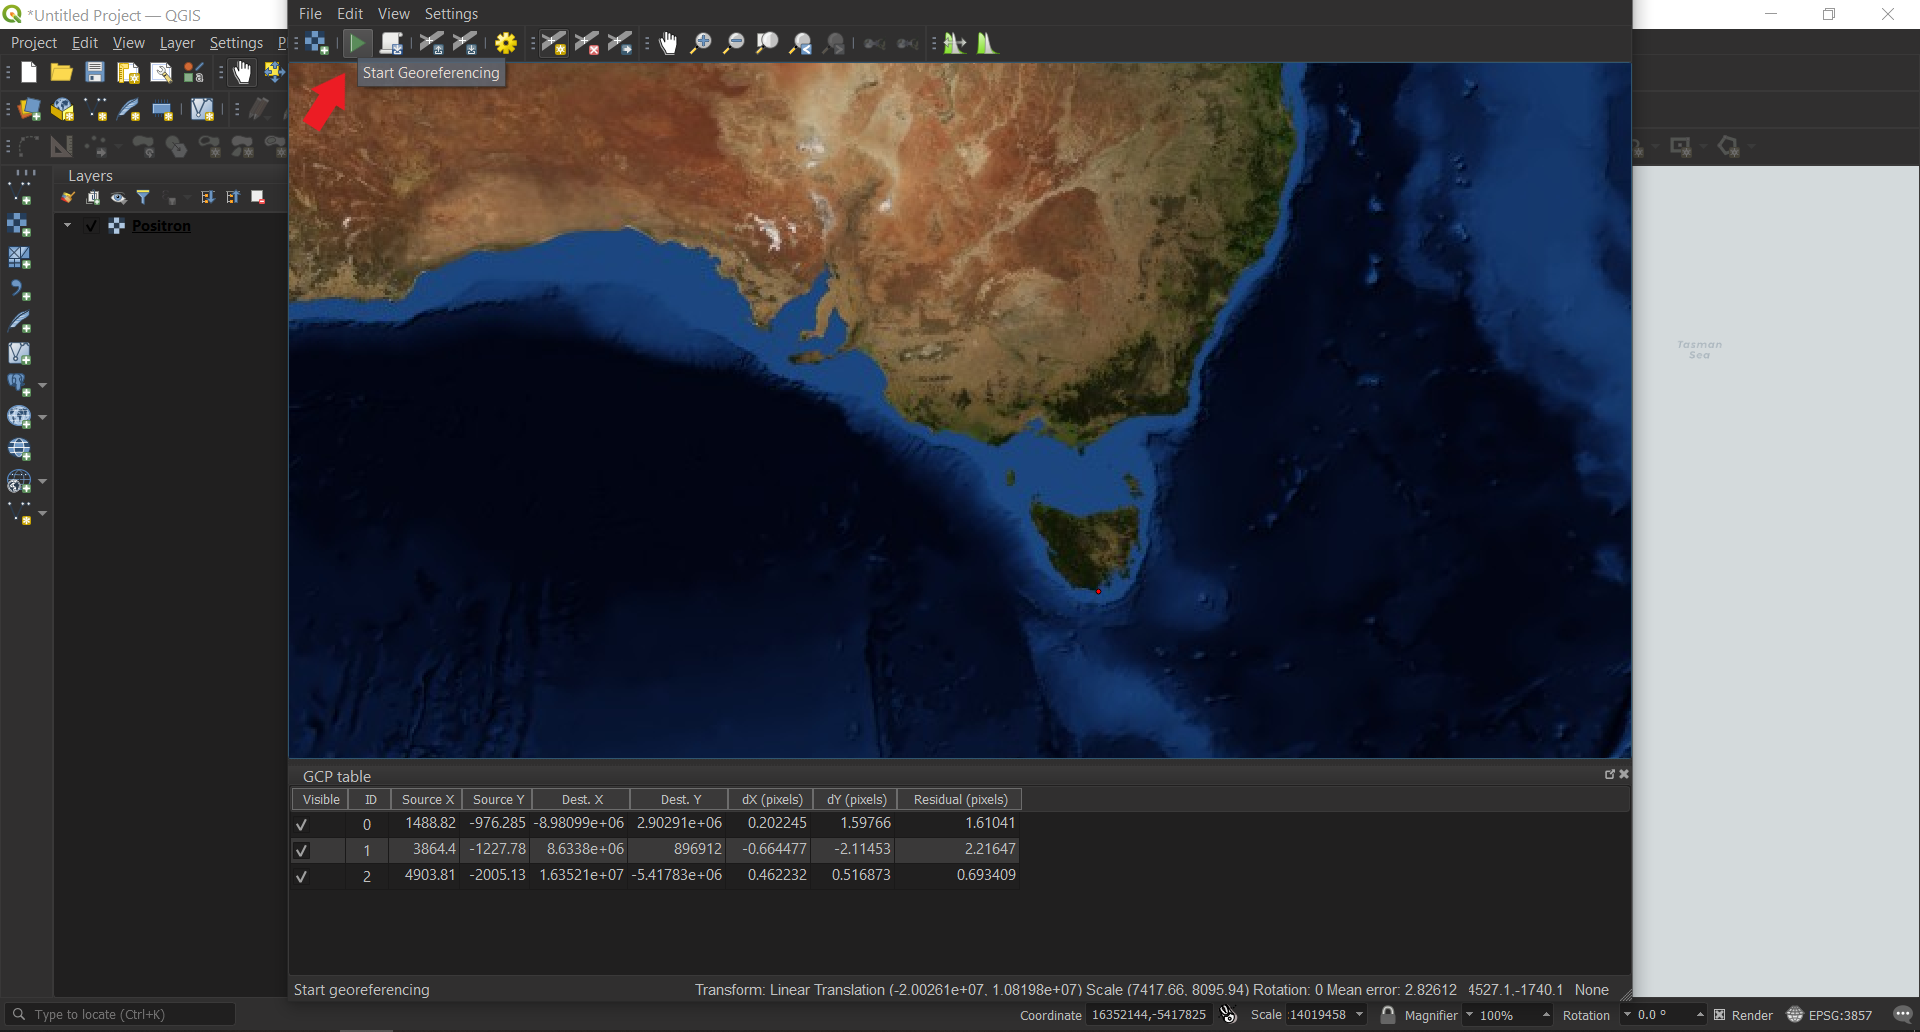 *Untitled Project — QGIS
File Edit View Settings
Project Edit View Layer Settings P
Start Georeferencing
Layers
Positron
Tasman
Sea
GCP table
Visible ID Source X Source Y Dest. X Dest. Y dX (pixels) dY (pixels) Residual (pixels)
0 1488.82 -976.285 -8.98099e+06 2.90291e+06 0.202245 1.59766 1.61041
1 3864.4 -1227.78 8.6338e+06 896912 -0.664477 -2.11453 2.21647
2 4903.81 -2005.13 1.63521e+07 -5.41783e+06 0.462232 0.516873 0.693409
Start georeferencing
Transform: Linear Translation (-2.00261e+07, 1.08198e+07) Scale (7417.66, 8095.94) Rotation: 0 Mean error: 2.82612 4527.1,-1740.1 None
Type to locate (Ctrl+K)
Coordinate 16352144,-5417825 Scale :14019458 Magnifier 100% Rotation 0.0 ° Render EPSG:3857